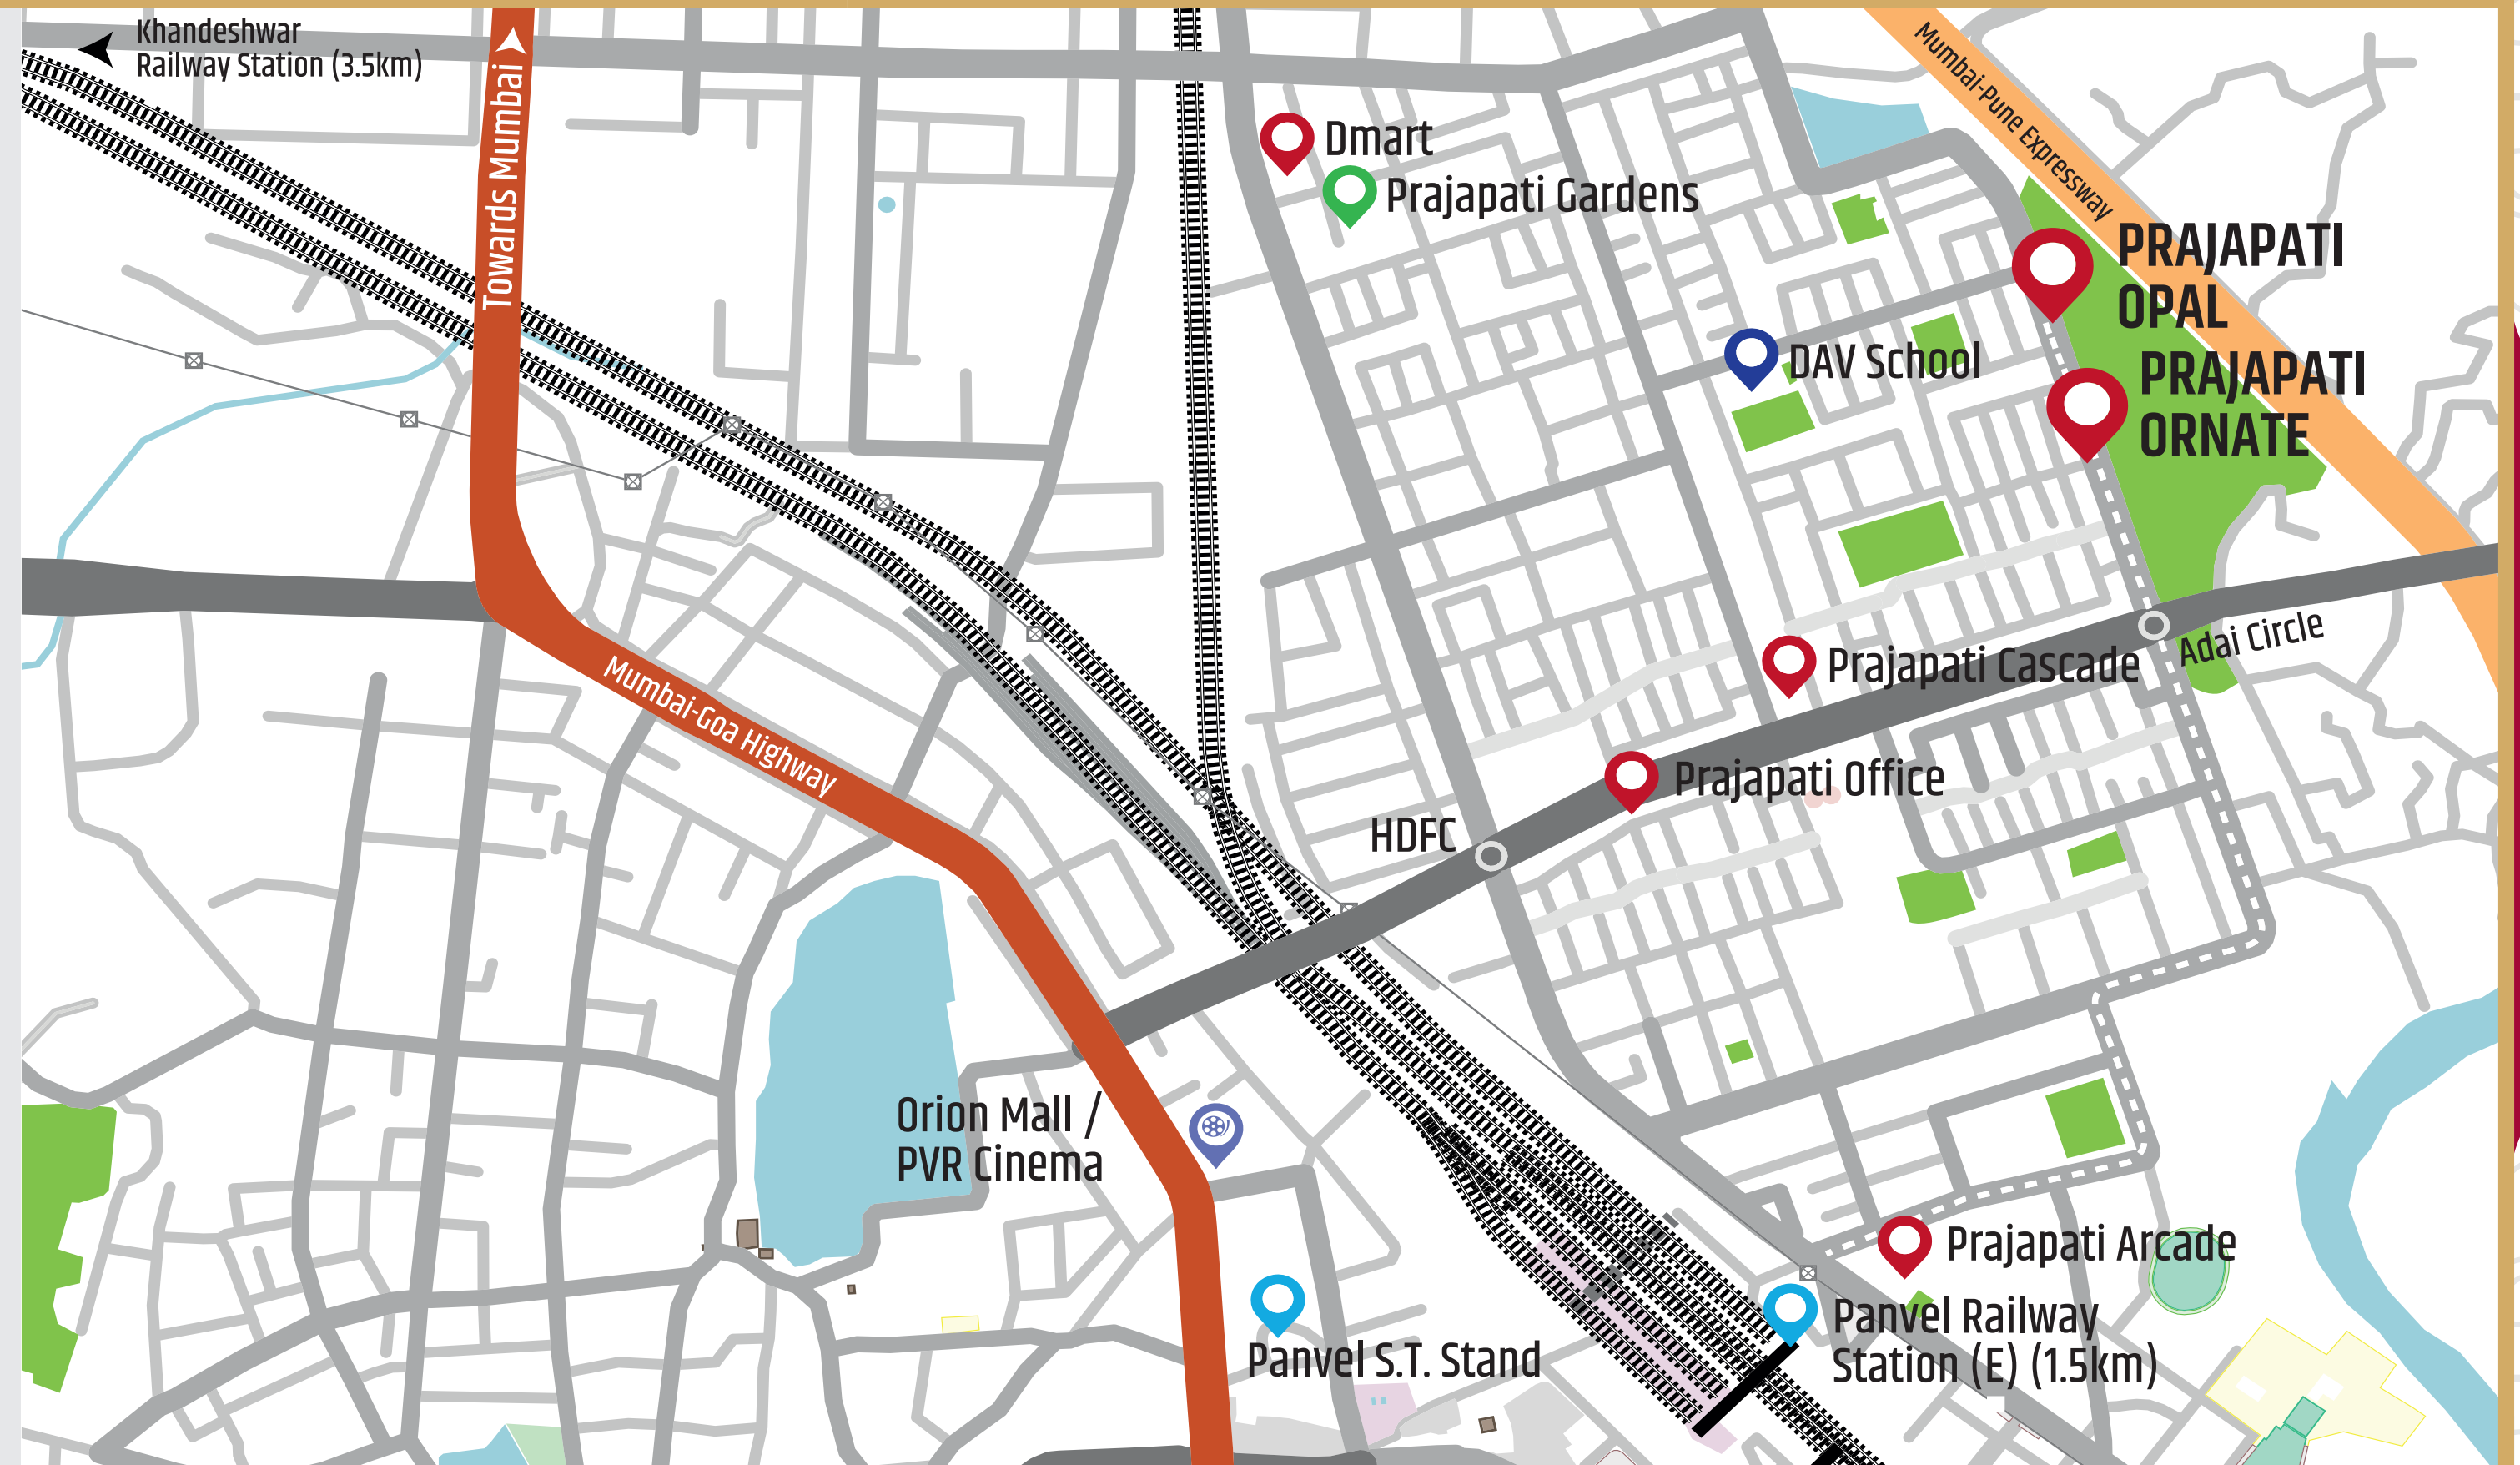 Khandeshwar
Railway Station (3.5km)
Towards Mumbai
Mumbai-Pune Expressway
Dmart
Prajapati Gardens
PRAJAPATI
OPAL
DAV School
PRAJAPATI
ORNATE
Adai Circle
Prajapati Cascade
Mumbai-Goa Highway
Prajapati Office
HDFC
Orion Mall /
PVR Cinema
Prajapati Arcade
Panvel Railway
Station (E) (1.5km)
Panvel S.T. Stand